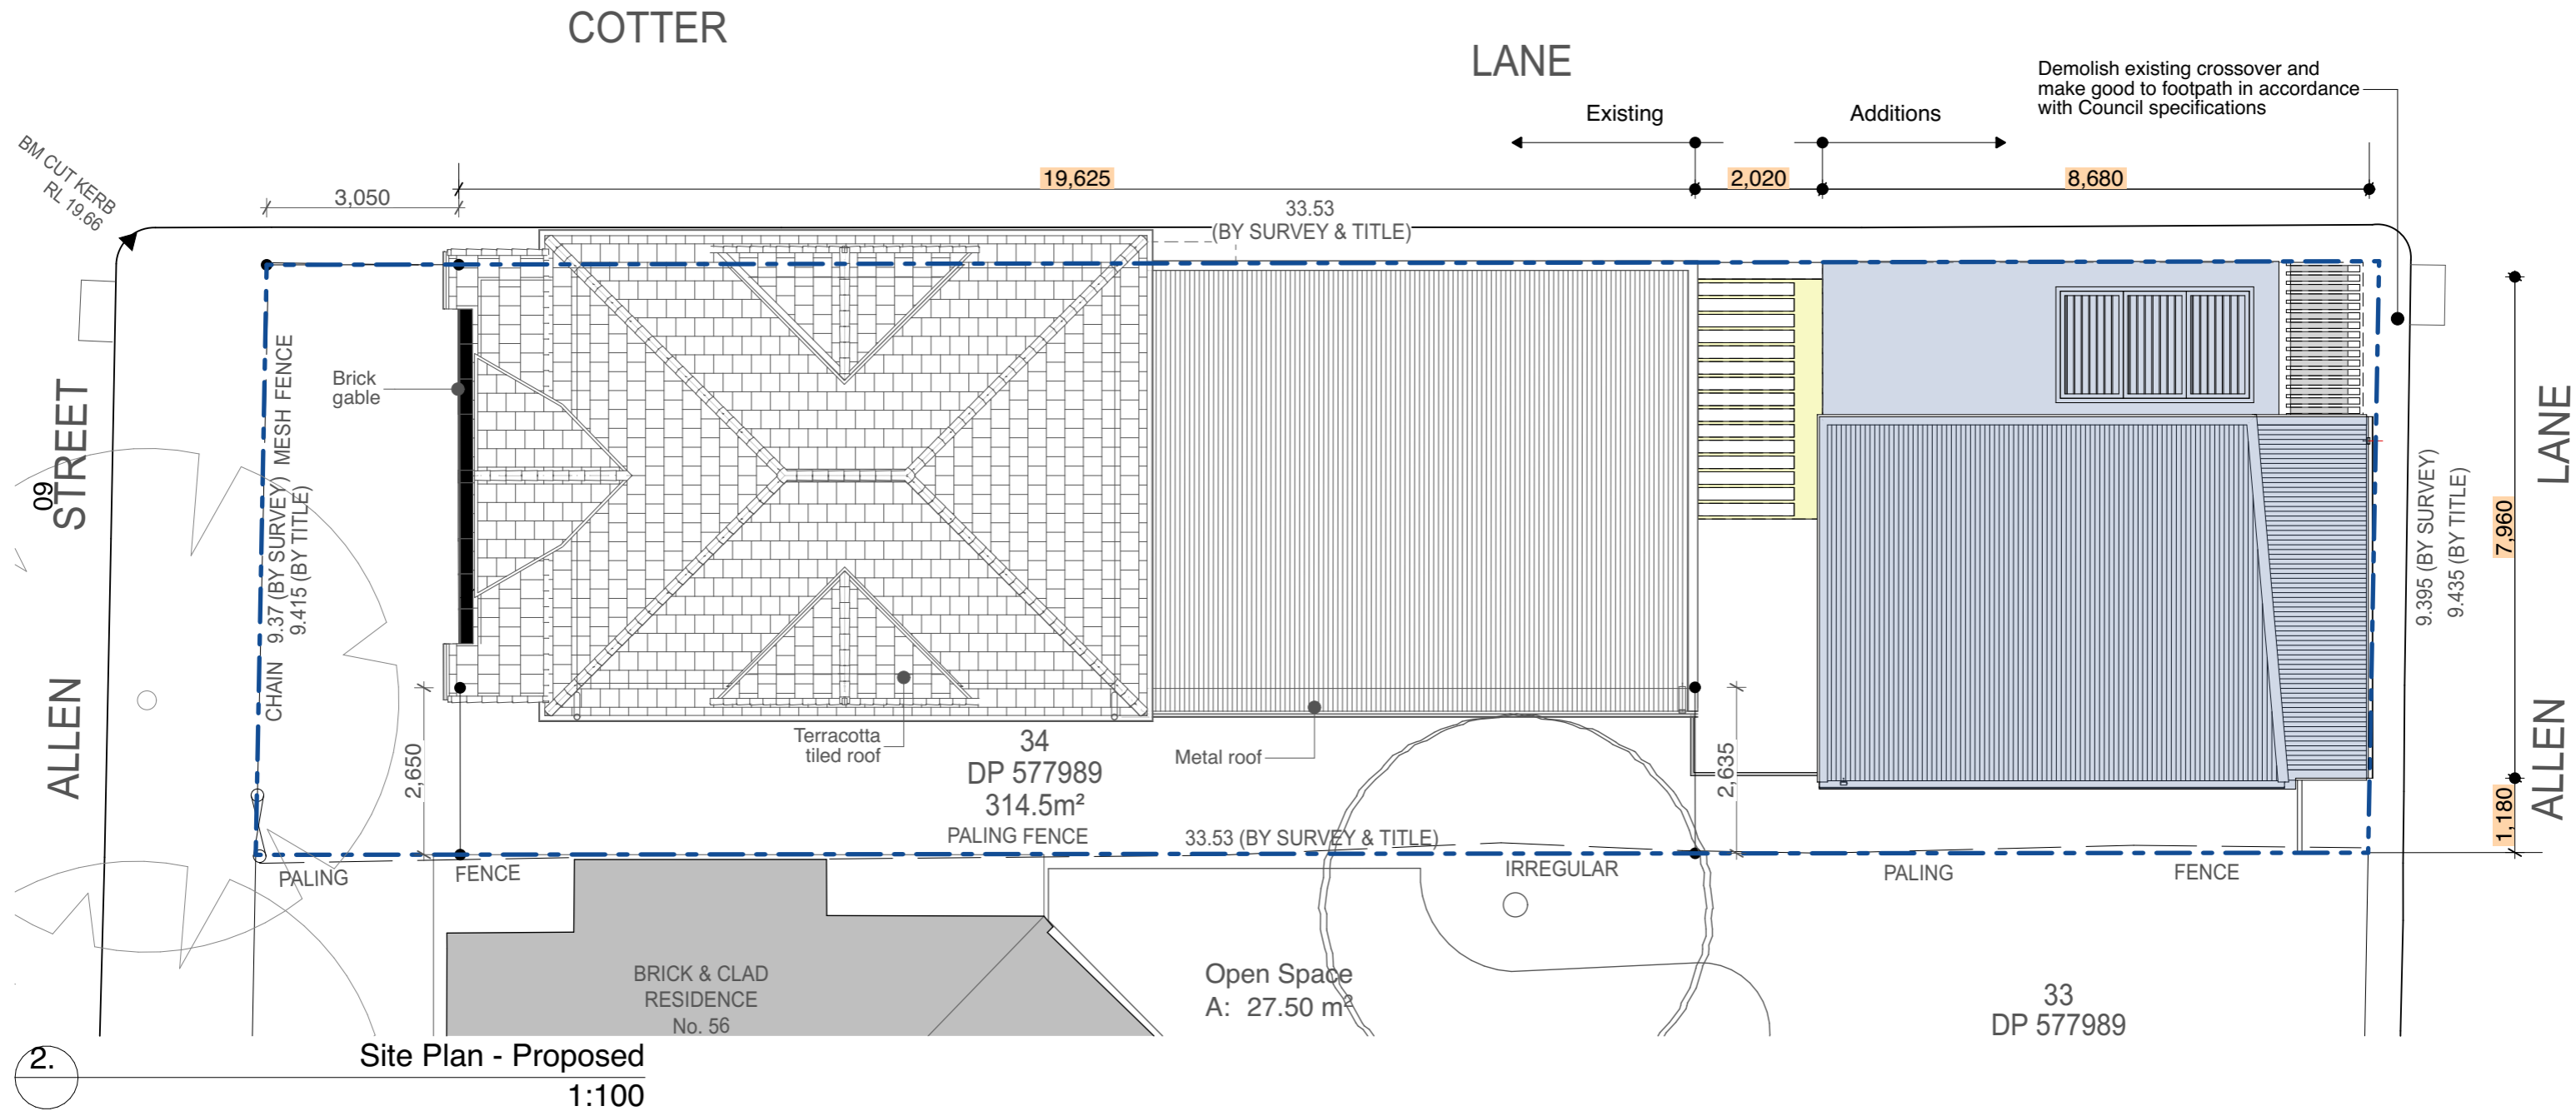 COTTER
LANE
Demolish existing crossover and
make good to footpath in accordance
with Council specifications
Existing
Additions
BM CUT KERB
RL 19.66
3,050
19,625
2,020
8,680
33.53
(BY SURVEY & TITLE)
Brick
gable
CHAIN 9.37 (BY SURVEY) MESH FENCE
9.415 (BY TITLE)
60
ALLEN STREET
ALLEN LANE
9.395 (BY SURVEY)
9.435 (BY TITLE)
7,960
1,180
2,650
2,635
Terracotta
tiled roof
Metal roof
34
DP 577989
314.5m²
PALING FENCE
33.53 (BY SURVEY & TITLE)
PALING FENCE
IRREGULAR PALING FENCE
BRICK & CLAD
RESIDENCE
No. 56
Open Space
A: 27.50 m²
33
DP 577989
2.
Site Plan - Proposed
1:100